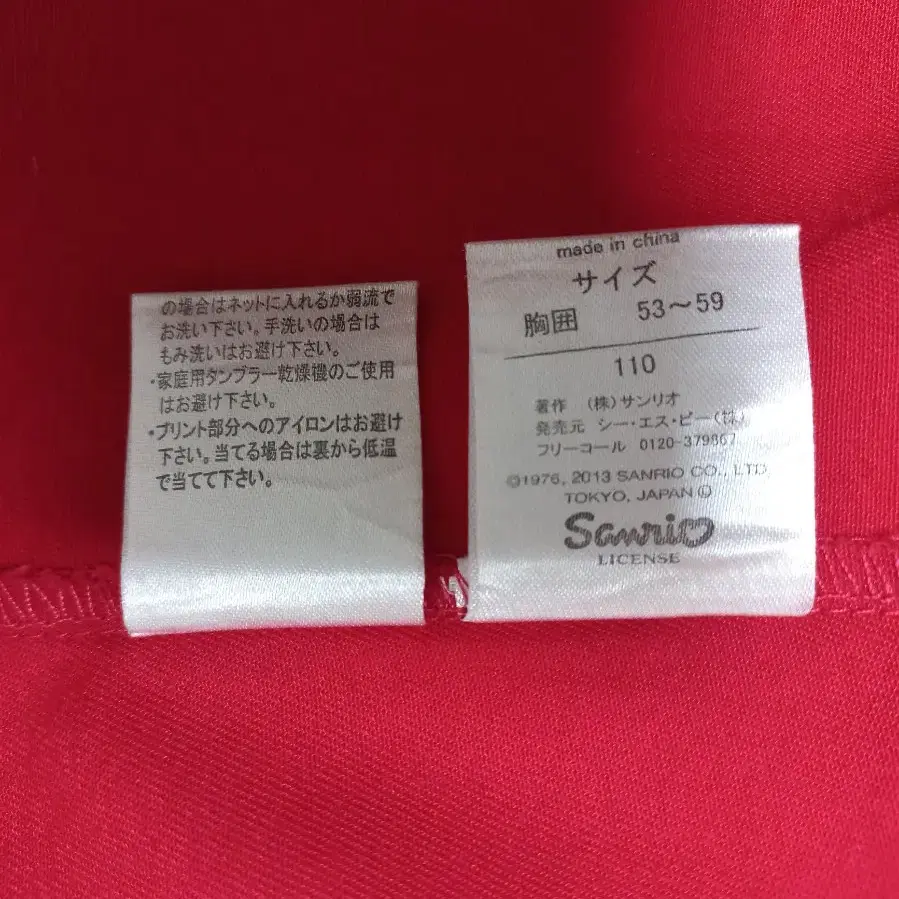 の場合はネットに入れるか弱流で
お洗い下さい。手洗いの場合は
もみ洗いはお避け下さい。
・家庭用タンブラー乾燥機のご使用
はお避け下さい。
・プリント部分へのアイロンはお避け
下さい。当てる場合は裏から低温
で当てて下さい。
made in china
サイズ
胸囲 53～59
110
著作 (株)サンリオ
発売元 シー・エス・ピー(株)
フリーコール 0120-379867
©1976, 2013 SANRIO CO., LTD.
TOKYO, JAPAN Ⓛ
Sanrio
LICENSE